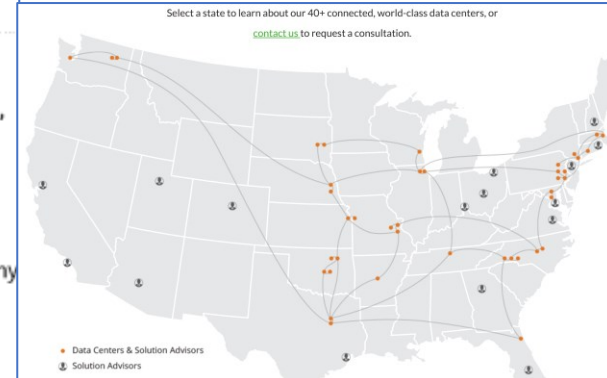 Select a state to learn about our 40+ connected, world-class data centers, or
contact us to request a consultation.
Data Centers & Solution Advisors
Solution Advisors